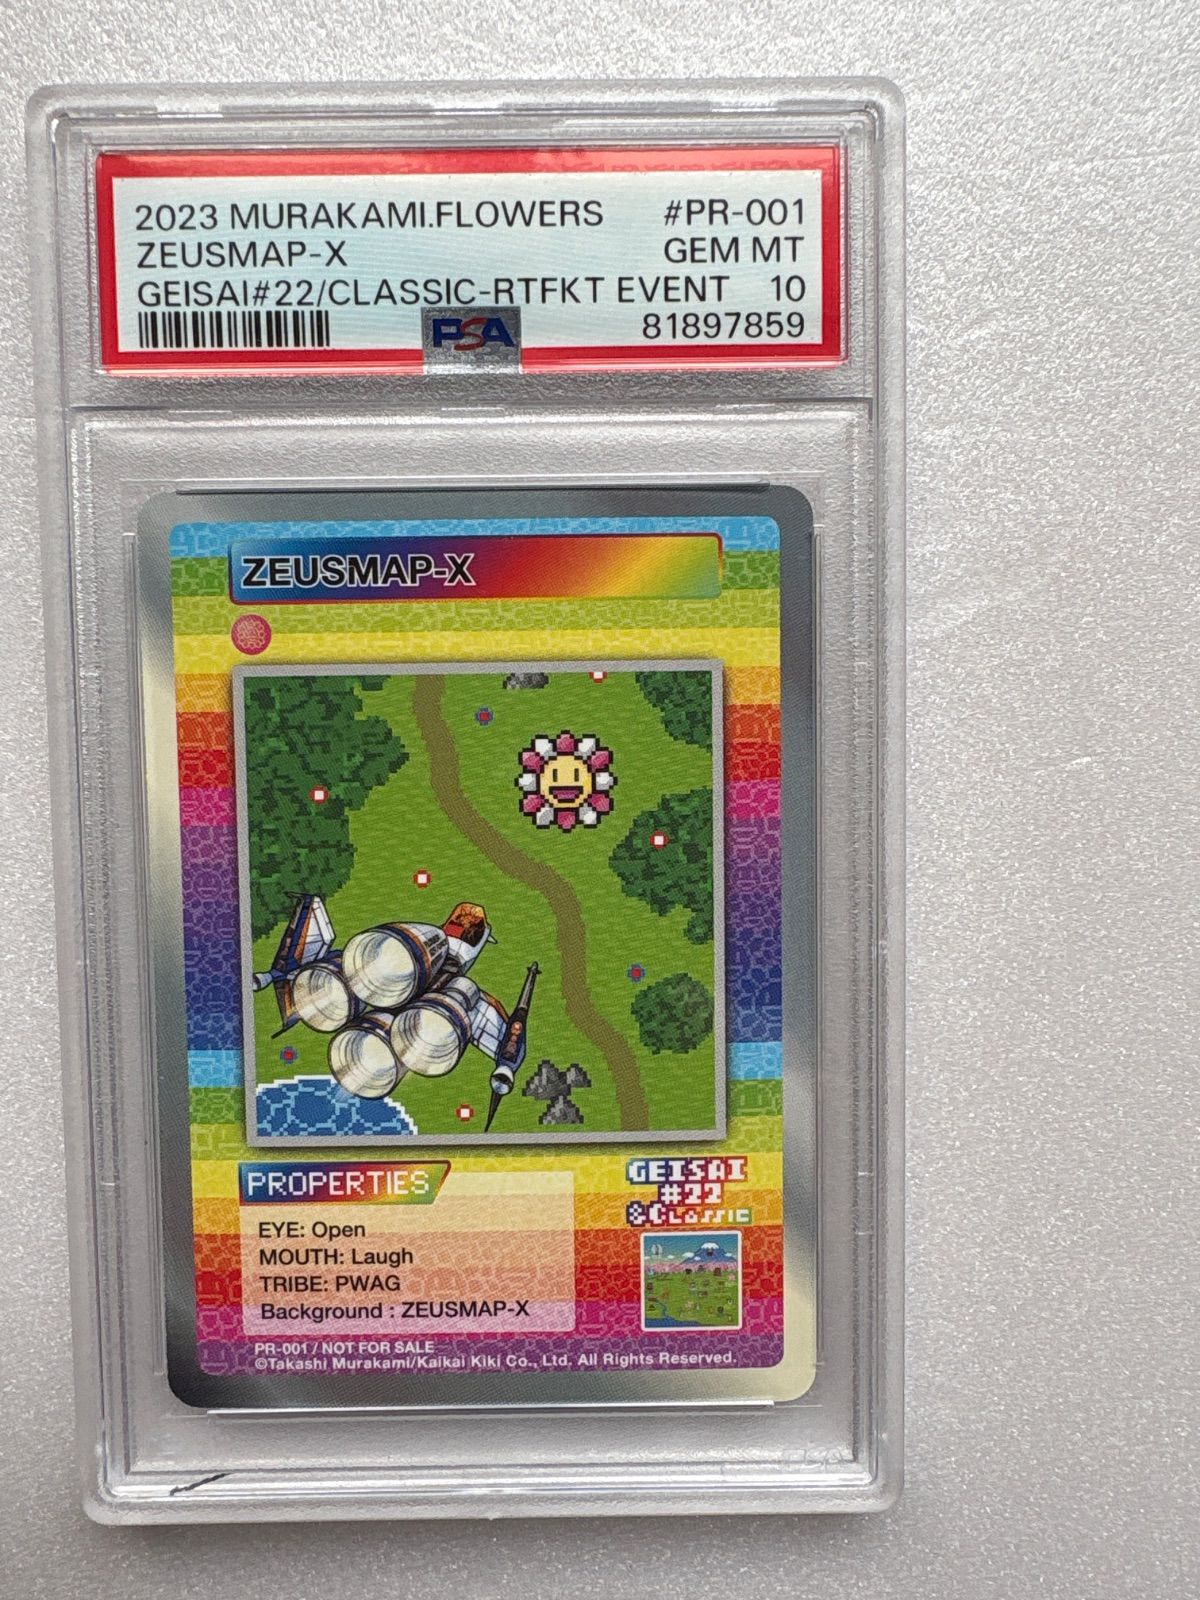 2023 MURAKAMI.FLOWERS #PR-001
ZEUSMAP-X GEM MT
GEISAI#22/CLASSIC-RTFKT EVENT 10
PSA 81897859
ZEUSMAP-X
PROPERTIES
EYE: Open
MOUTH: Laugh
TRIBE: PWAG
Background : ZEUSMAP-X
GEISAI
#22
&CLASSIC
PR-001 / NOT FOR SALE
©Takashi Murakami/Kaikai Kiki Co., Ltd. All Rights Reserved.
PSA